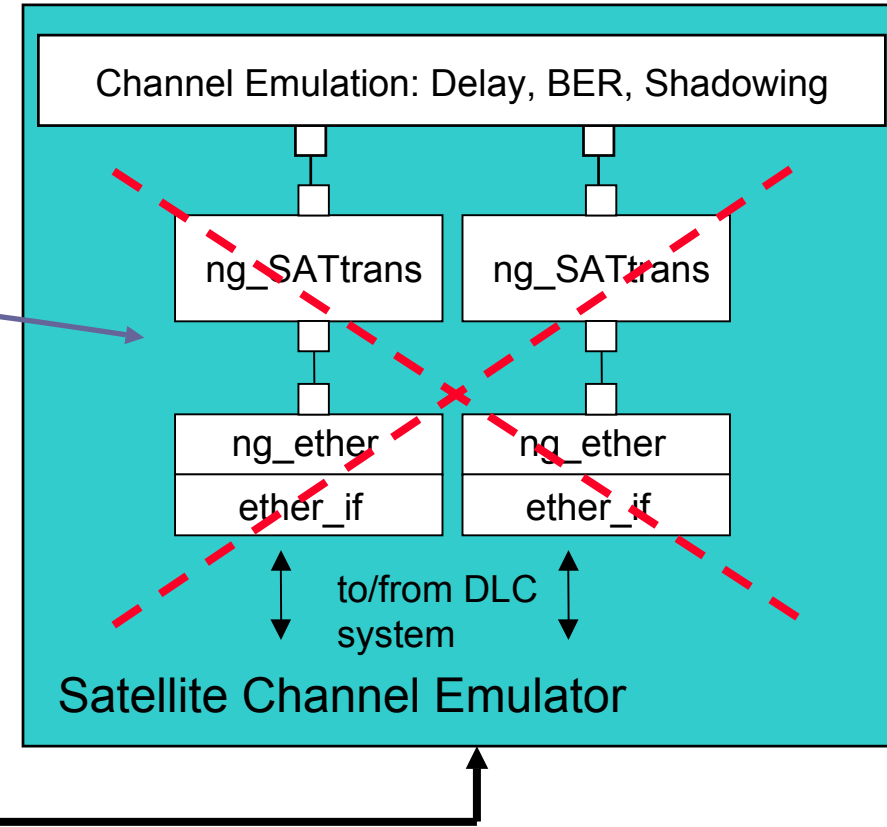 Channel Emulation: Delay, BER, Shadowing
ng_SATtrans
ng_SATtrans
ng_ether
ng_ether
ether_if
ether_if
to/from DLC
system
Satellite Channel Emulator